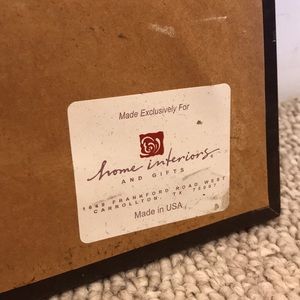 Made Exclusively For
home interiors®
AND GIFTS
1649 FRANKFORD ROAD WEST
CARROLLTON, TX 75007
Made in USA